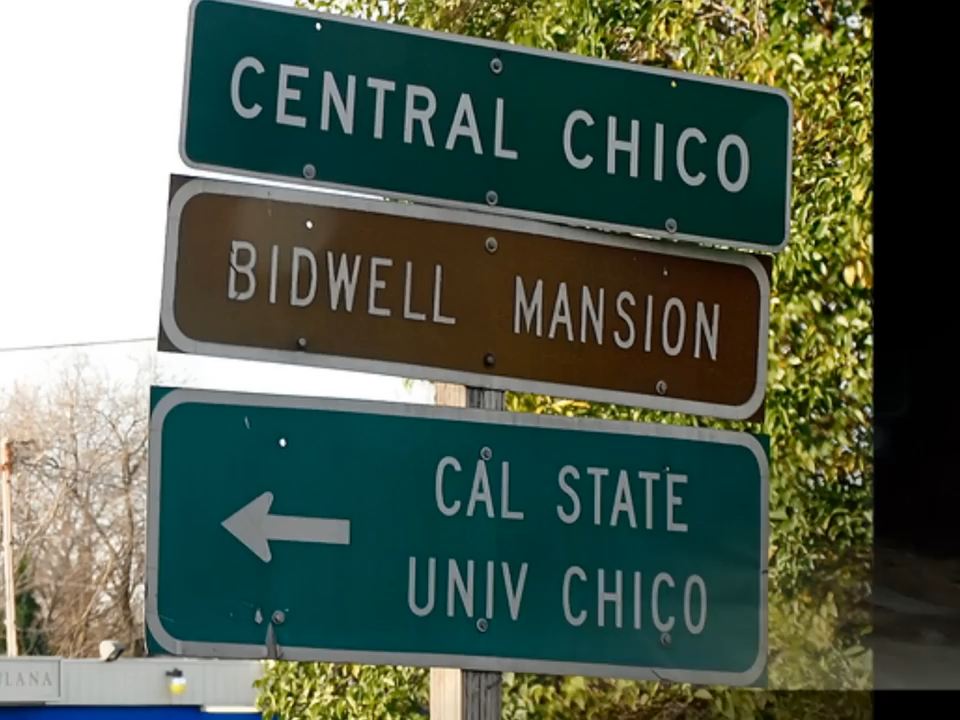 CENTRAL CHICO
BIDWELL MANSION
CAL STATE
UNIV CHICO